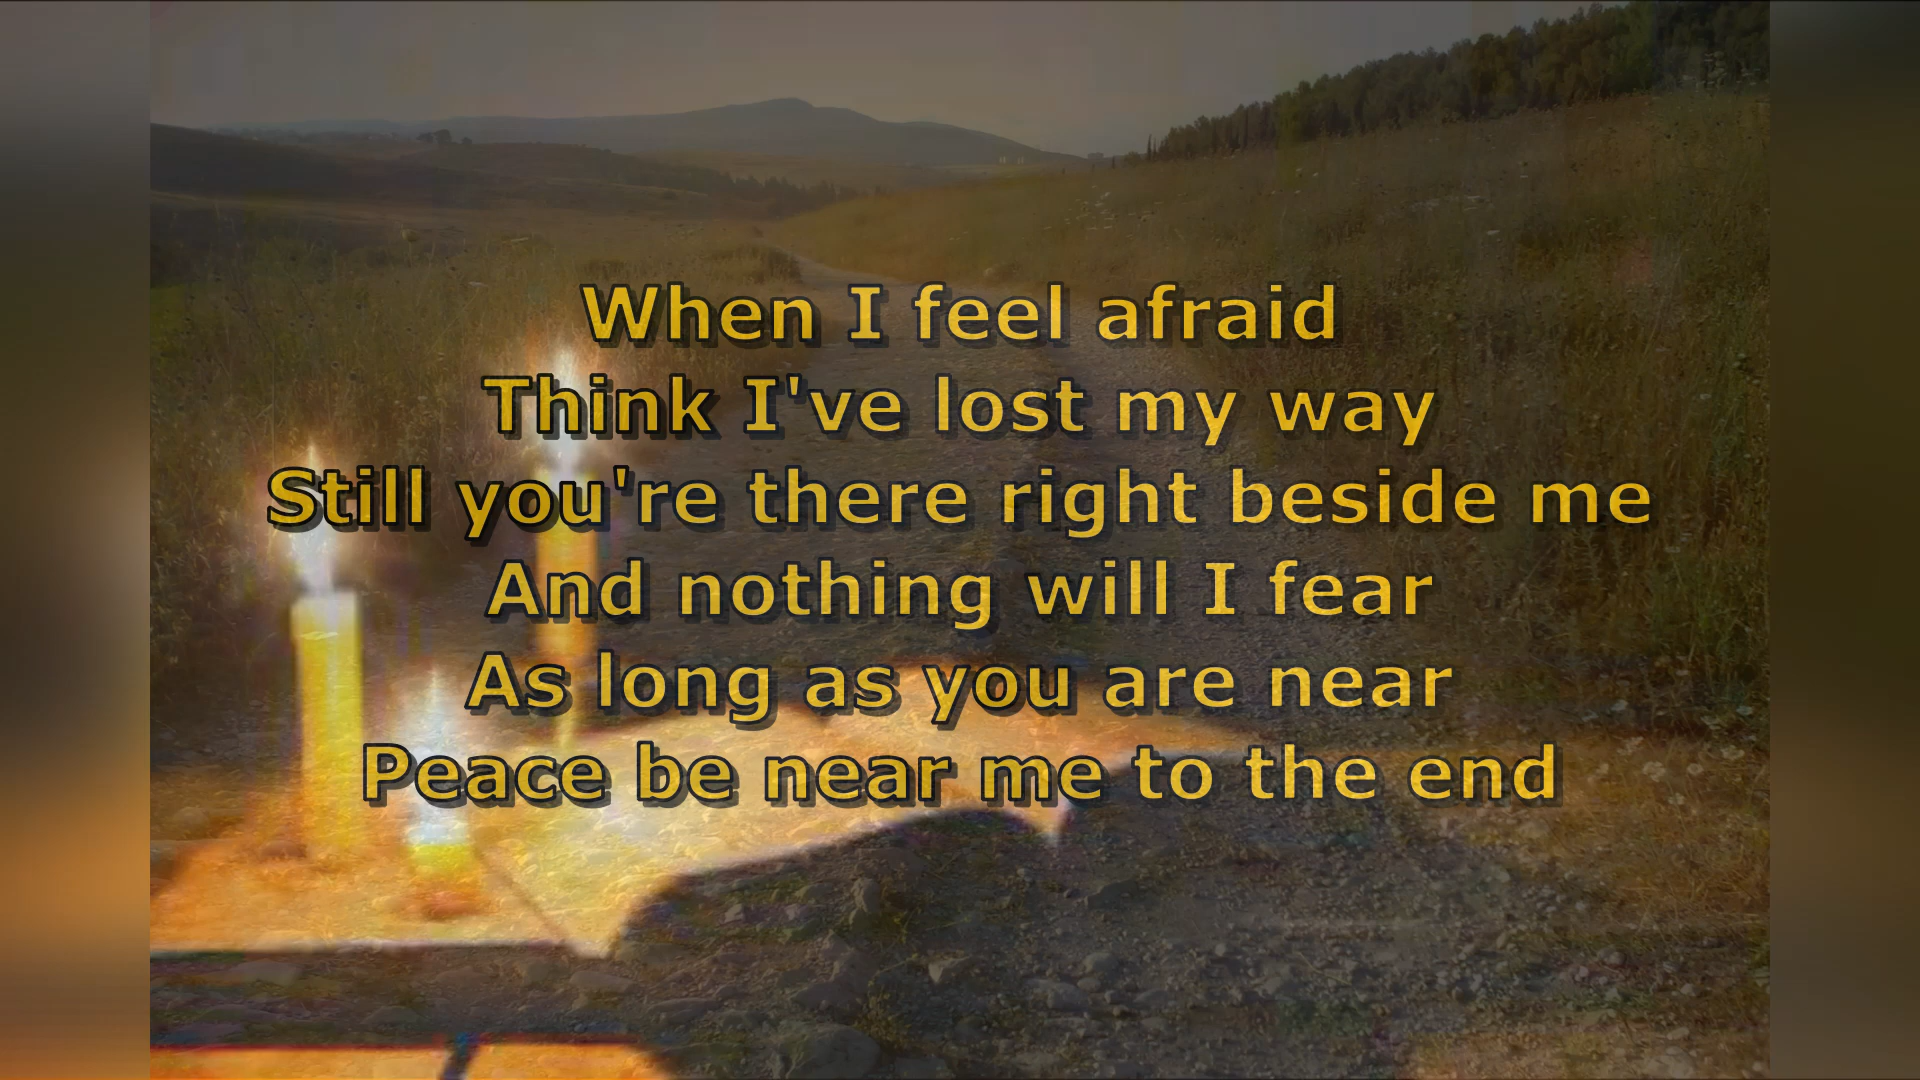 When I feel afraid
Think I've lost my way
Still you're there right beside me
And nothing will I fear
As long as you are near
Peace be near me to the end